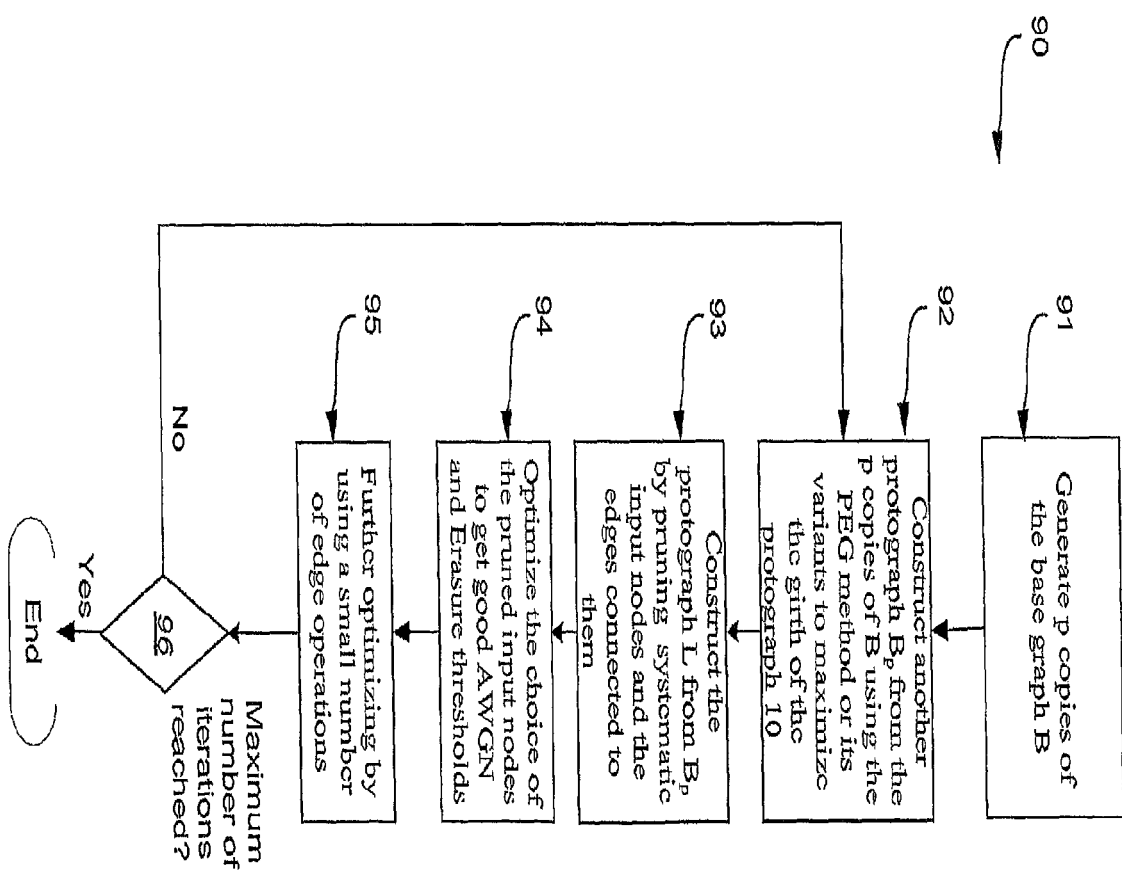 90
91
Generate p copies of
the base graph B
92
Construct another
protograph Bp from the
p copies of B using the
PEG method or its
variants to maximize
the girth of the
protograph 10
93
Construct the
protograph L from Bp
by pruning systematic
input nodes and the
edges connected to
them
94
Optimize the choice of
the pruned input nodes
to get good AWGN
and Erasure thresholds
95
Further optimizing by
using a small number
of edge operations
96
Maximum
number of
iterations
reached?
No
Yes
End